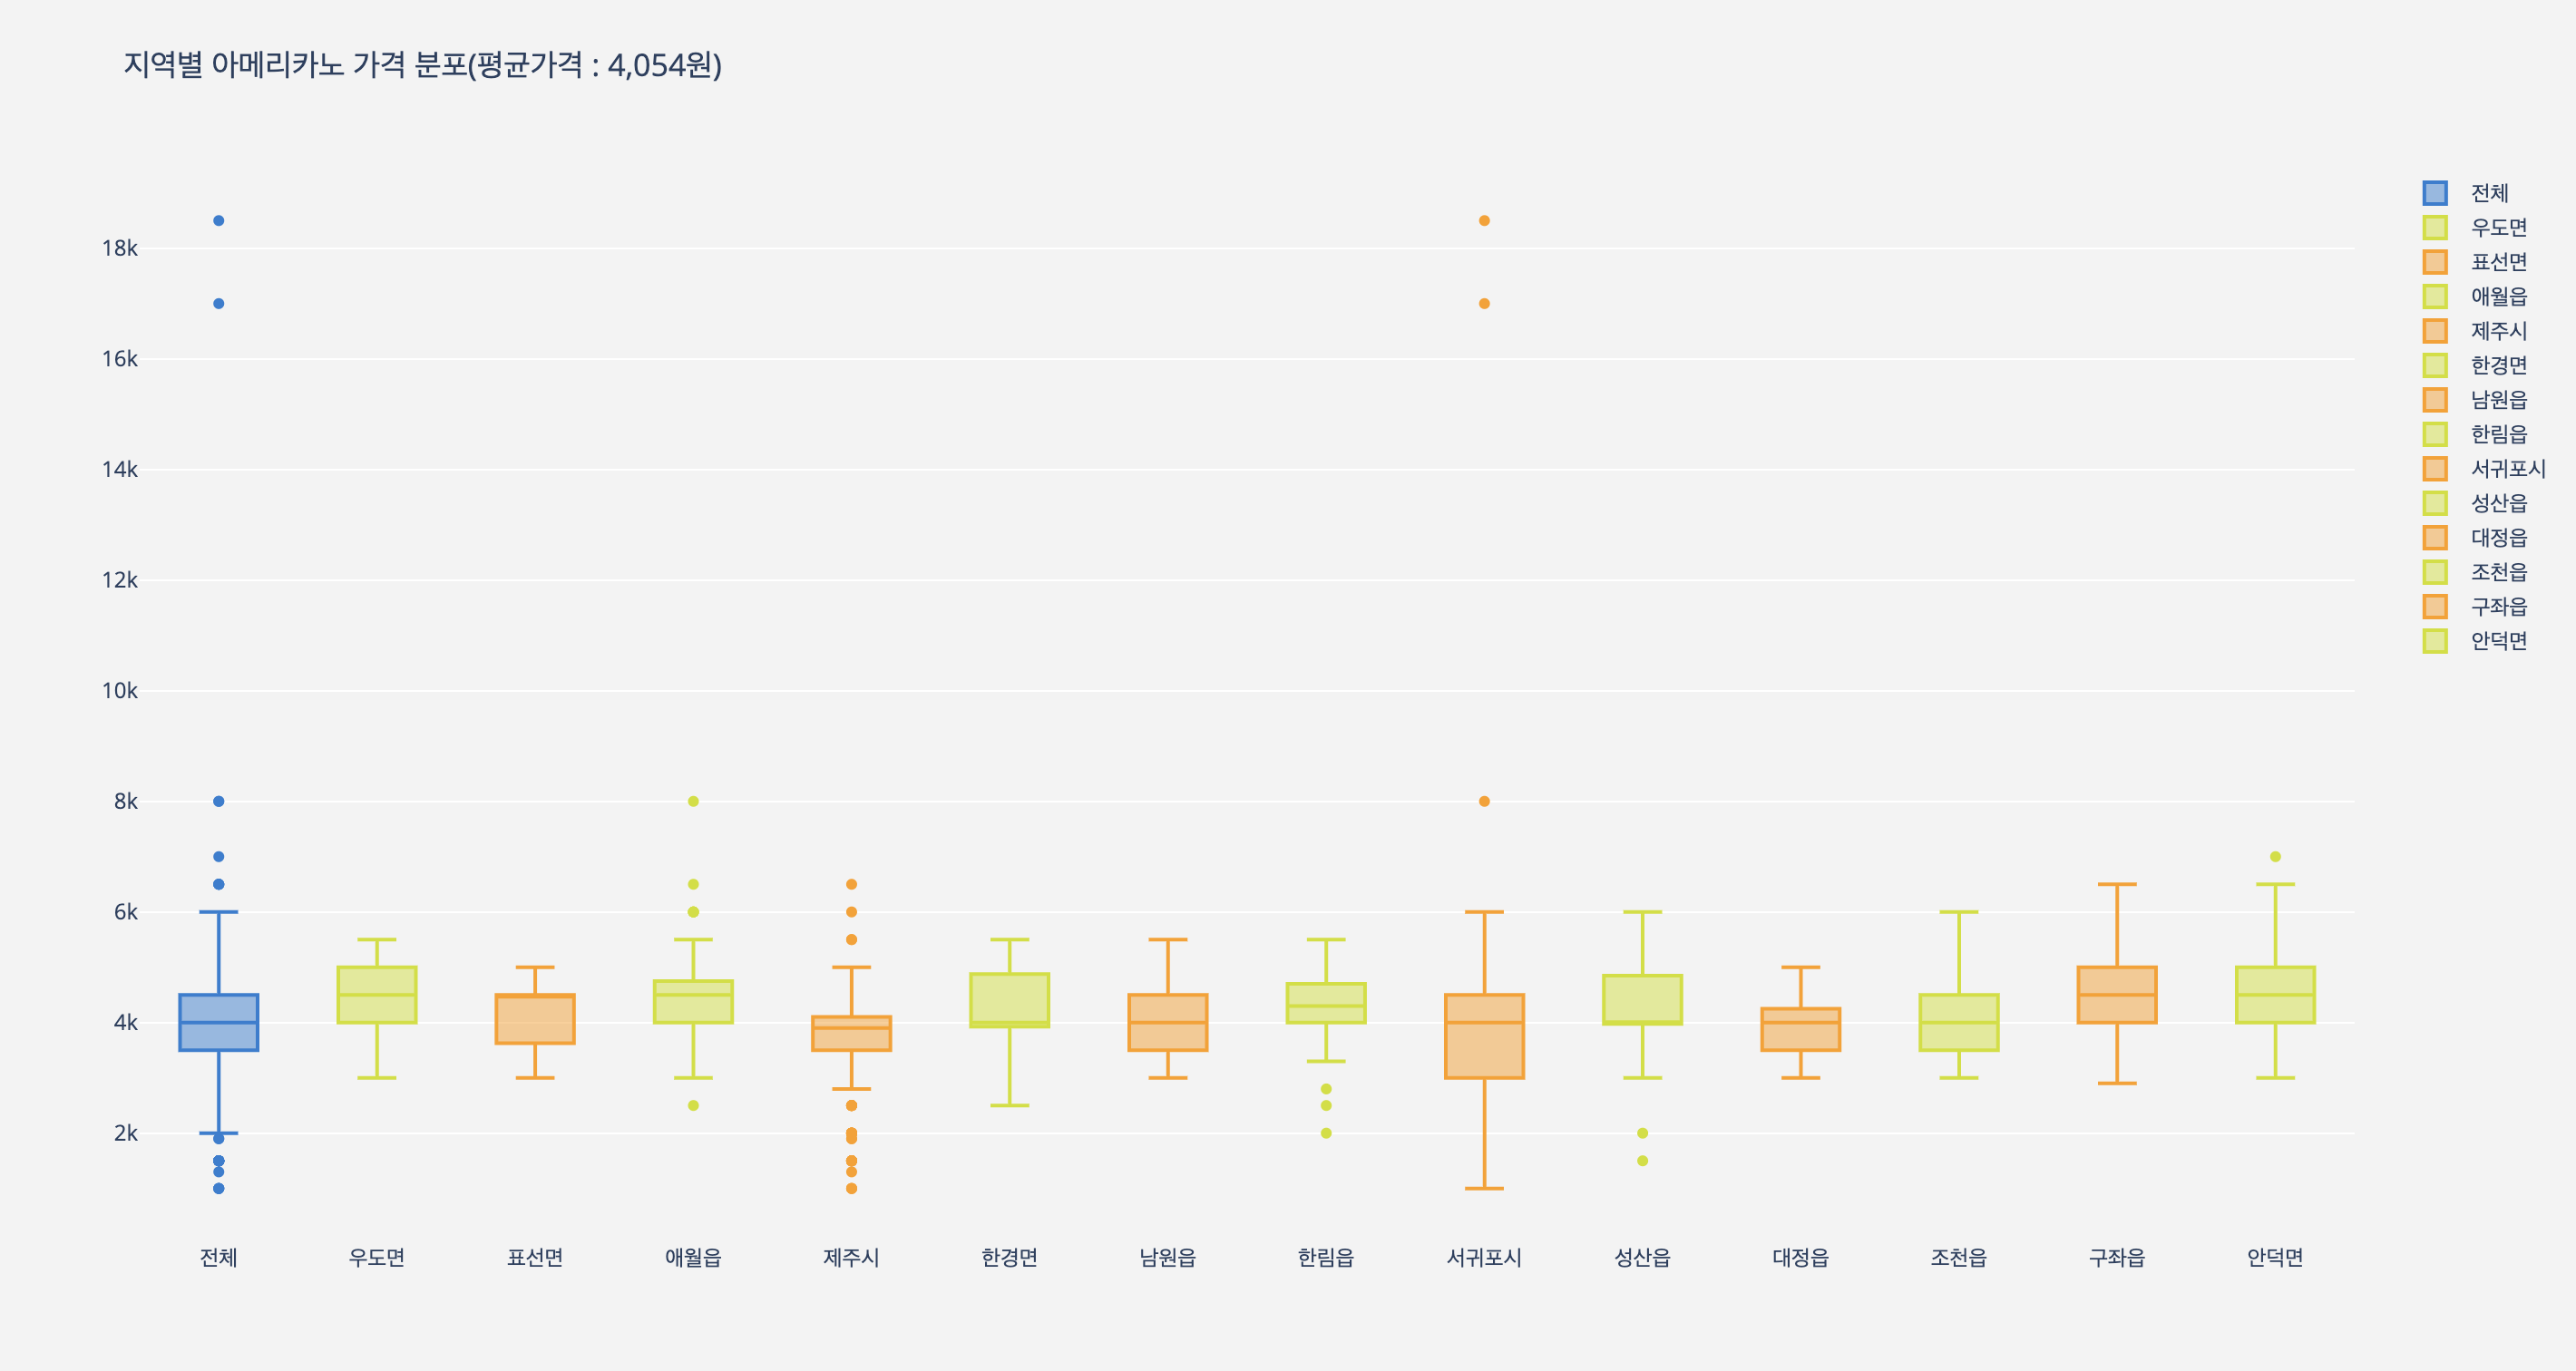 지역별 아메리카노 가격 분포(평균가격 : 4,054원)
18k
16k
14k
12k
10k
8k
6k
4k
2k
전체 우도면 표선면 애월읍 제주시 한경면 남원읍 한림읍 서귀포시 성산읍 대정읍 조천읍 구좌읍 안덕면
전체
우도면
표선면
애월읍
제주시
한경면
남원읍
한림읍
서귀포시
성산읍
대정읍
조천읍
구좌읍
안덕면